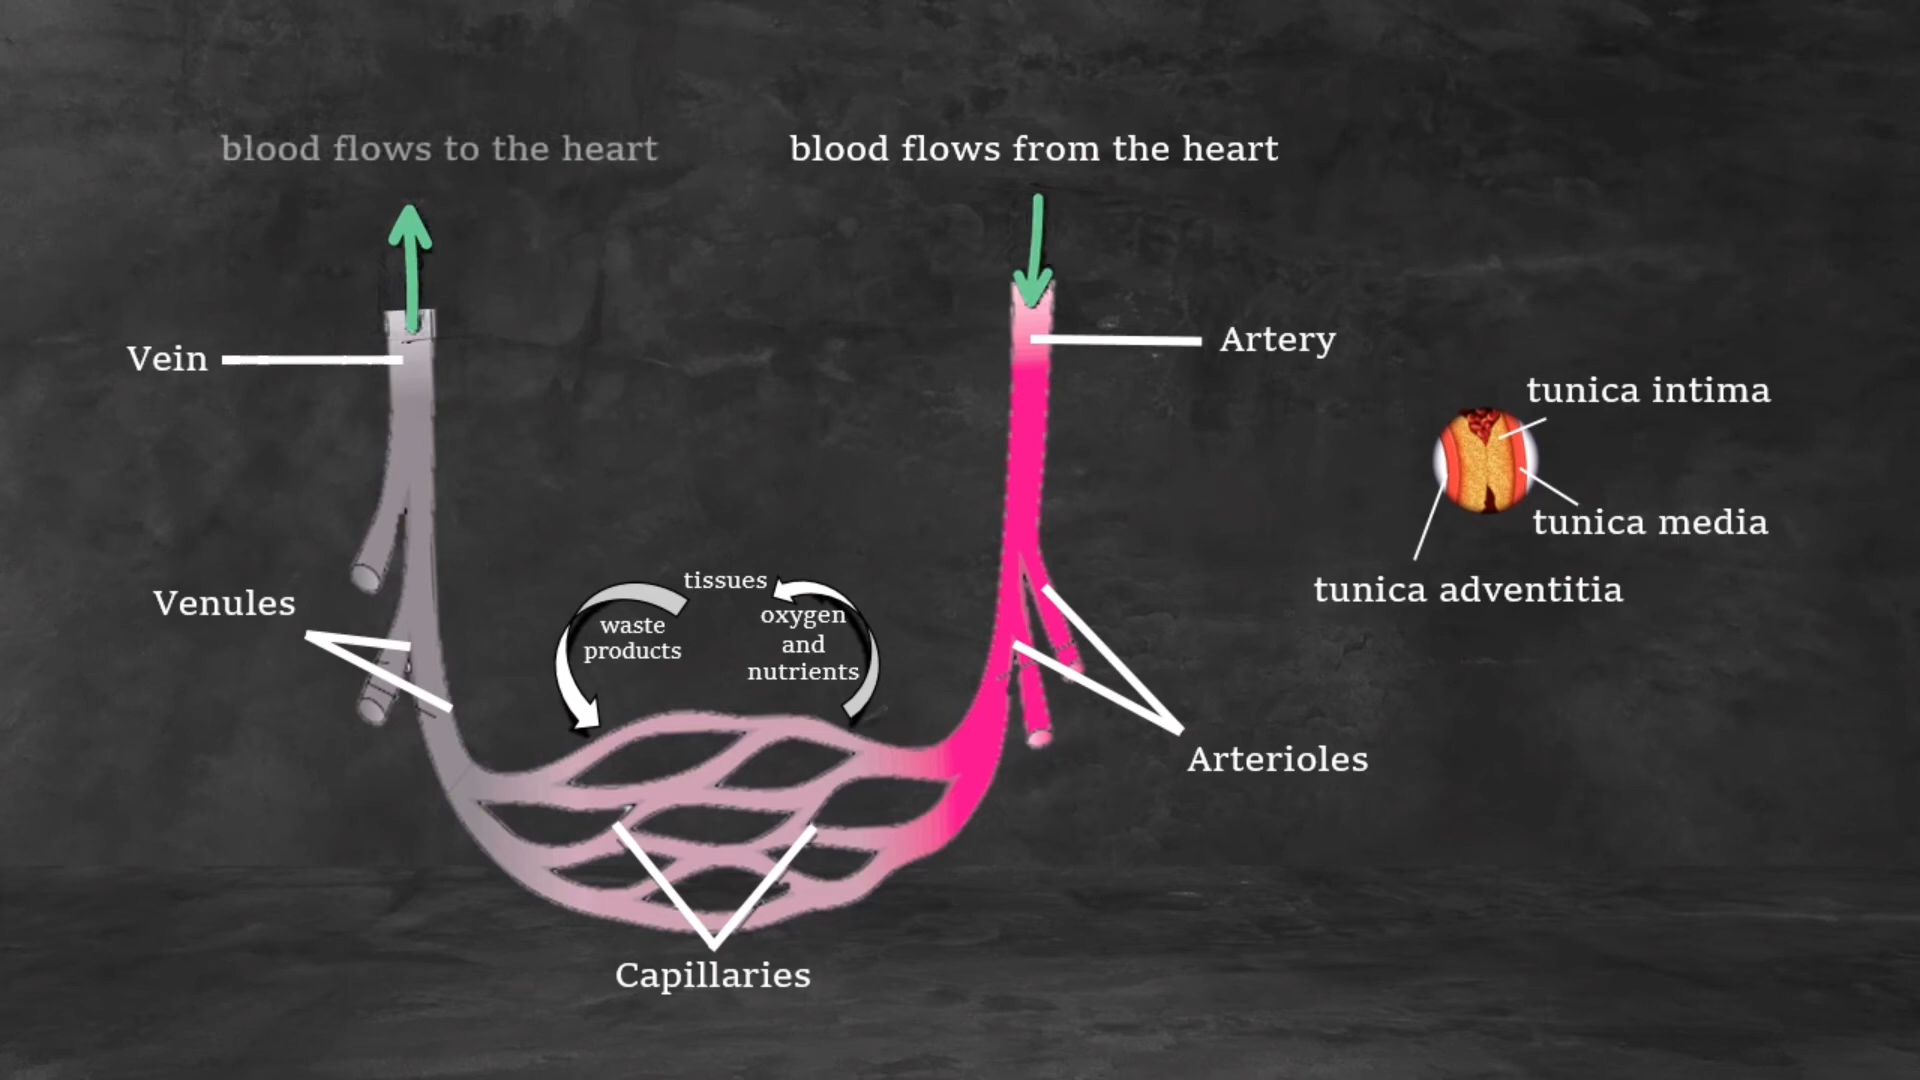 blood flows to the heart
blood flows from the heart
Vein
Artery
tunica intima
tunica media
tunica adventitia
Venules
tissues
waste
products
oxygen
and
nutrients
Arterioles
Capillaries